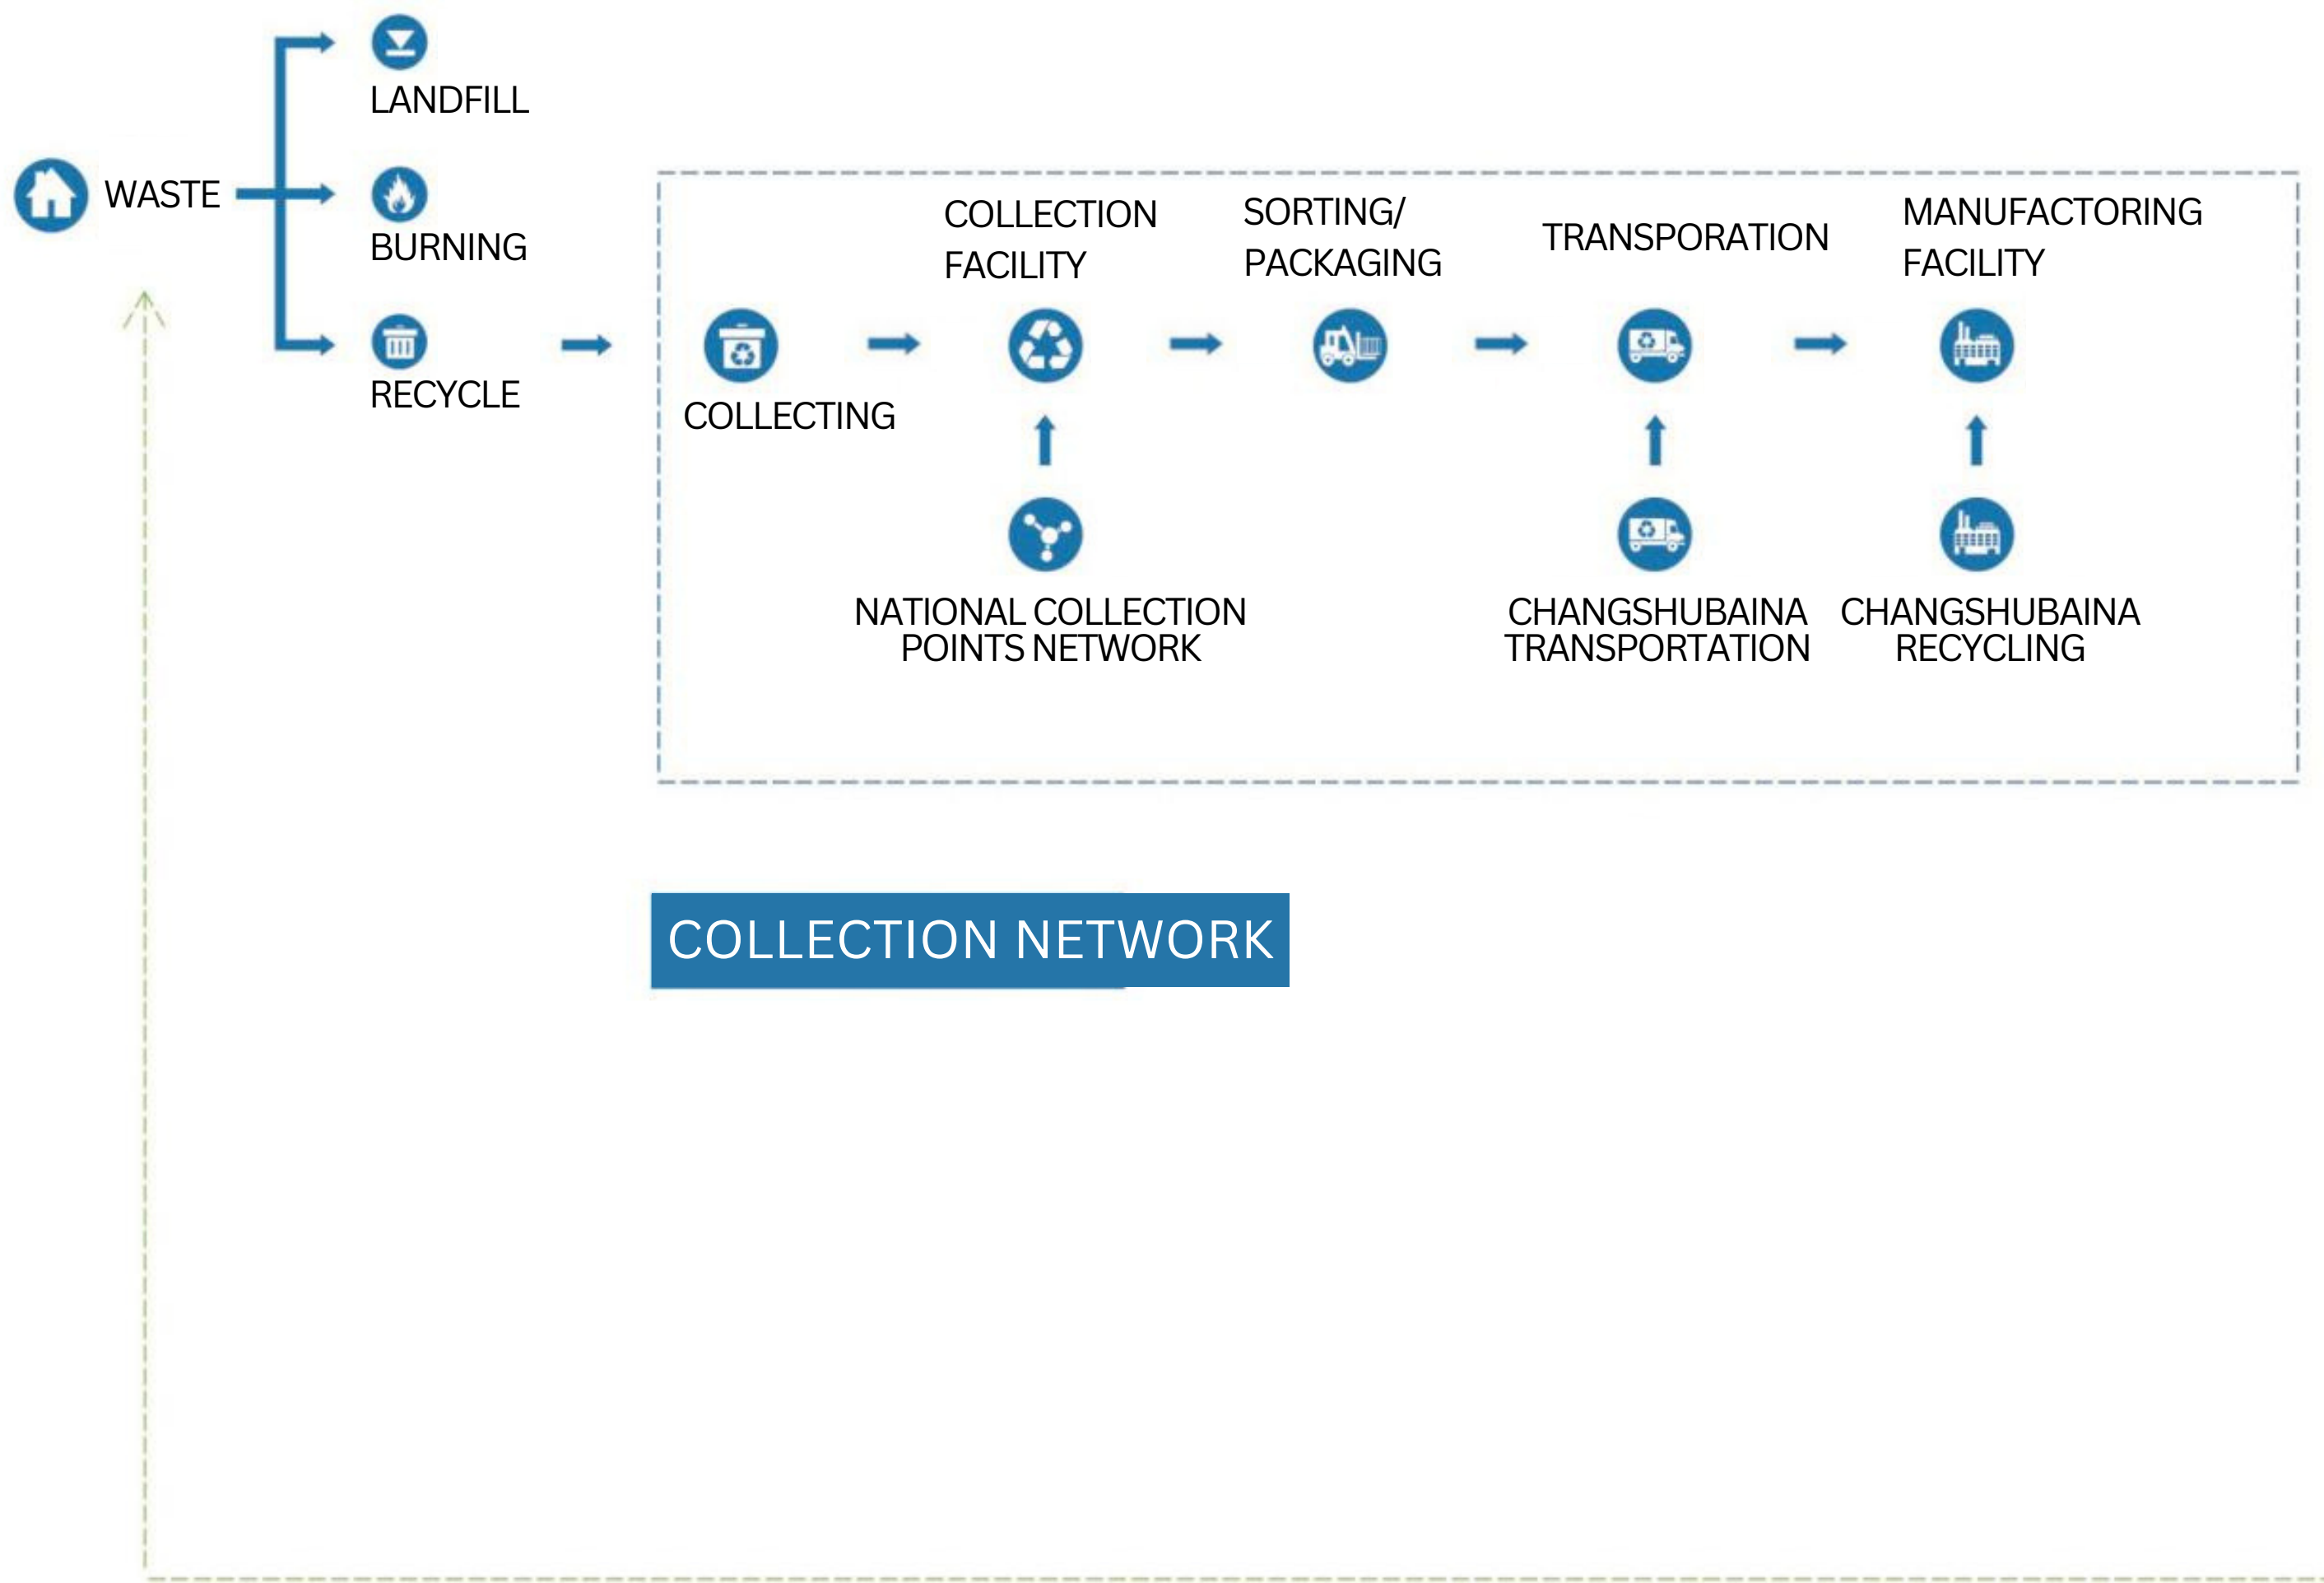 LANDFILL
WASTE
BURNING
RECYCLE
COLLECTING
COLLECTION
FACILITY
SORTING/
PACKAGING
TRANSPORATION
MANUFACTORING
FACILITY
NATIONAL COLLECTION
POINTS NETWORK
CHANGSHUBAINA
TRANSPORTATION
CHANGSHUBAINA
RECYCLING
COLLECTION NETWORK